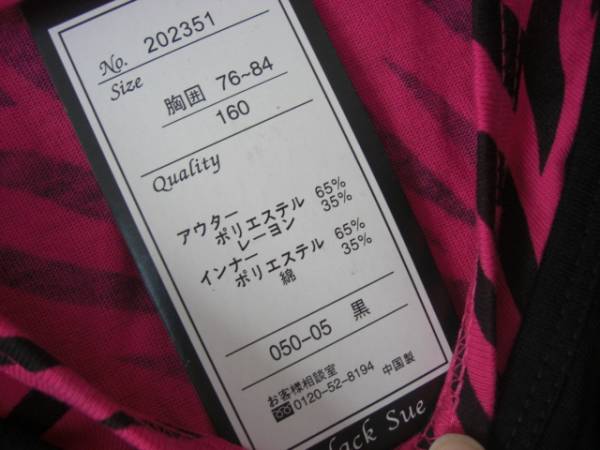 No. 202351
Size
胸囲 76~84
160
Quality
アウター
ポリエステル 65%
レーヨン 35%
インナー
ポリエステル 65%
綿 35%
050-05 黒
お客様相談室
0120-52-8194 中国製
lack Sue